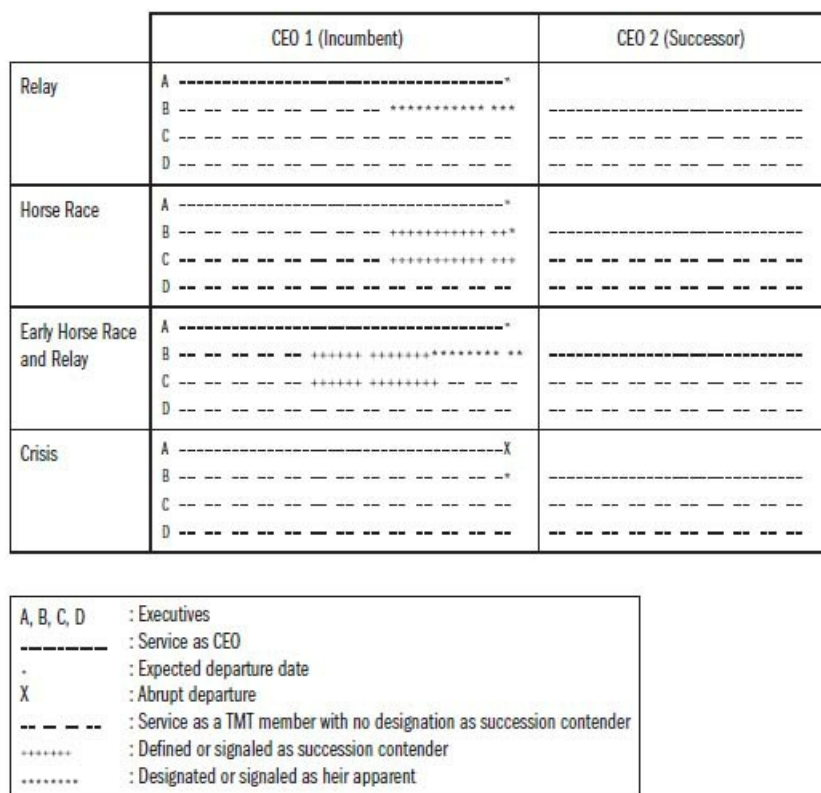 CEO 1 (Incumbent) CEO 2 (Successor)
Relay
A ------------------------------------------*
B -- -- -- -- — -- -- -- *********** *** ---------------------------
C -- -- -- -- — -- -- -- -- -- -- -- -- -- -- -- -- -- — -- -- --
D -- -- -- -- — -- -- -- -- -- -- -- -- -- -- -- -- -- — -- -- --
Horse Race
A ------------------------------------------*
B -- -- -- -- — -- -- -- +++++++++++ ++* ---------------------------
C -- -- -- -- — -- -- -- +++++++++++ +++ -- -- -- -- -- -- — -- -- --
D -- -- -- -- — -- -- -- -- -- -- -- -- -- -- -- -- -- — -- -- --
Early Horse Race
and Relay
A ------------------------------------------*
B -- -- -- -- -- ++++++ +++++++******** ** ---------------------------
C -- -- -- -- -- ++++++ ++++++++ -- -- -- -- -- -- -- -- -- — -- -- --
D -- -- -- -- — -- -- -- -- -- -- -- -- -- -- -- -- -- — -- -- --
Crisis
A ------------------------------------------X
B -- -- -- -- — -- -- -- -- -- -- -- -* ---------------------------
C -- -- -- -- — -- -- -- -- -- -- -- -- -- -- -- -- -- — -- -- --
D -- -- -- -- — -- -- -- -- -- -- -- -- -- -- -- -- -- — -- -- --
A, B, C, D : Executives
--------- : Service as CEO
* : Expected departure date
X : Abrupt departure
-- — — -- : Service as a TMT member with no designation as succession contender
+++++++ : Defined or signaled as succession contender
******** : Designated or signaled as heir apparent